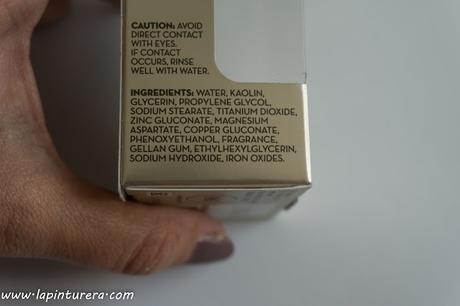 CAUTION: AVOID
DIRECT CONTACT
WITH EYES.
IF CONTACT
OCCURS, RINSE
WELL WITH WATER.
INGREDIENTS: WATER, KAOLIN,
GLYCERIN, PROPYLENE GLYCOL,
SODIUM STEARATE, TITANIUM DIOXIDE,
ZINC GLUCONATE, MAGNESIUM
ASPARTATE, COPPER GLUCONATE,
PHENOXYETHANOL, FRAGRANCE,
GELLAN GUM, ETHYLHEXYLGLYCERIN,
SODIUM HYDROXIDE, IRON OXIDES.
www.lapinturera.com